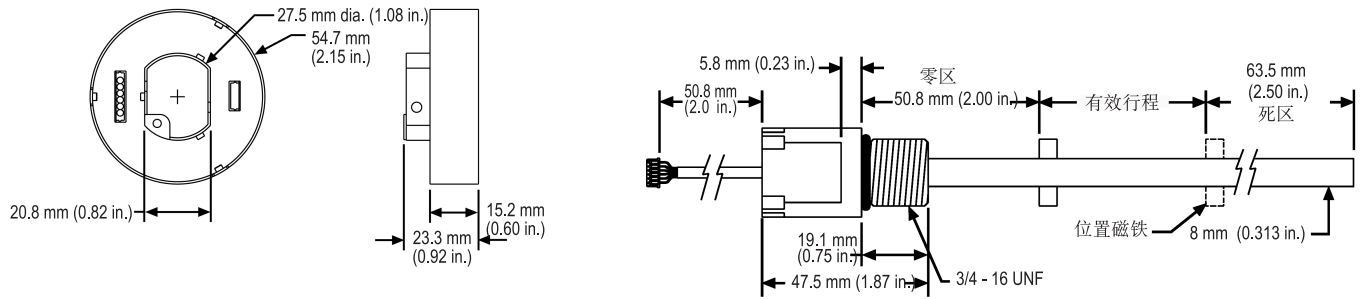 27.5 mm dia. (1.08 in.)
54.7 mm
(2.15 in.)
20.8 mm (0.82 in.)
15.2 mm
(0.60 in.)
23.3 mm
(0.92 in.)
5.8 mm (0.23 in.)
50.8 mm
(2.0 in.)
零区
50.8 mm (2.00 in.)
有效行程
63.5 mm
(2.50 in.)
死区
位置磁铁
8 mm (0.313 in.)
19.1 mm
(0.75 in.)
47.5 mm (1.87 in.)
3/4 - 16 UNF